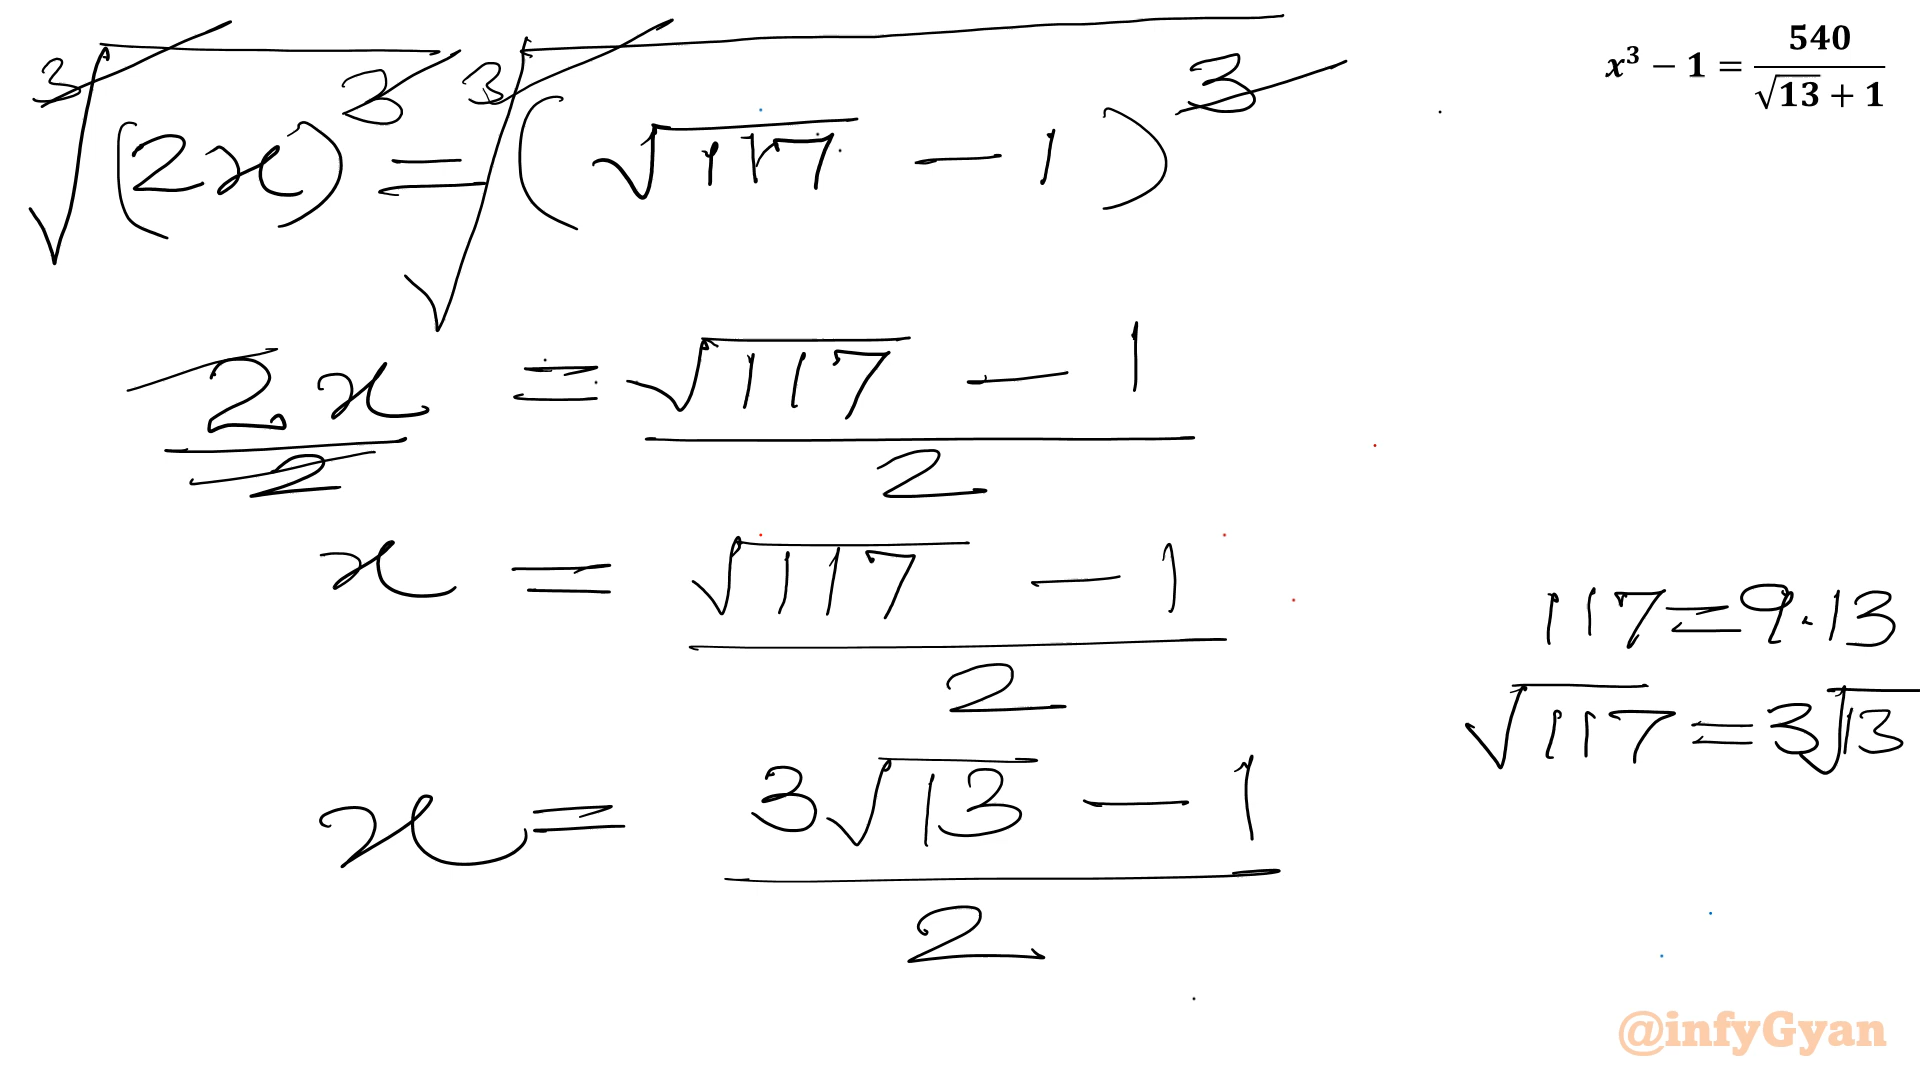 x³ − 1 = 540/(√13 + 1)
∛(2x)³ = ∛(√117 − 1)³
2x/2 = (√117 − 1)/2
x = (√117 − 1)/2
117 = 9.13
√117 = 3√13
x = (3√13 − 1)/2
@infyGyan